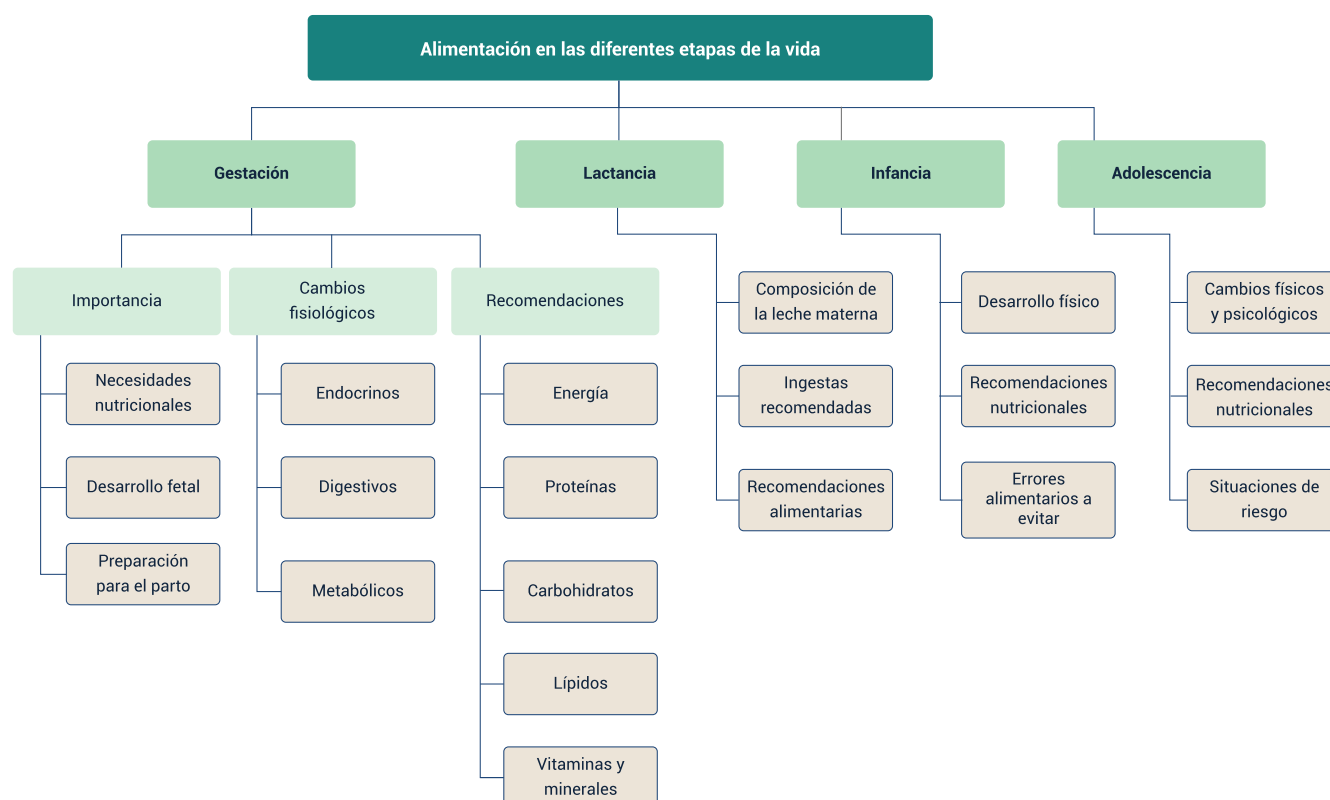 Alimentación en las diferentes etapas de la vida
Gestación
Lactancia
Infancia
Adolescencia
Importancia
Cambios
fisiológicos
Recomendaciones
Necesidades
nutricionales
Desarrollo fetal
Preparación
para el parto
Endocrinos
Digestivos
Metabólicos
Energía
Proteínas
Carbohidratos
Lípidos
Vitaminas y
minerales
Composición de
la leche materna
Ingestas
recomendadas
Recomendaciones
alimentarias
Desarrollo físico
Recomendaciones
nutricionales
Errores
alimentarios a
evitar
Cambios físicos
y psicológicos
Recomendaciones
nutricionales
Situaciones de
riesgo